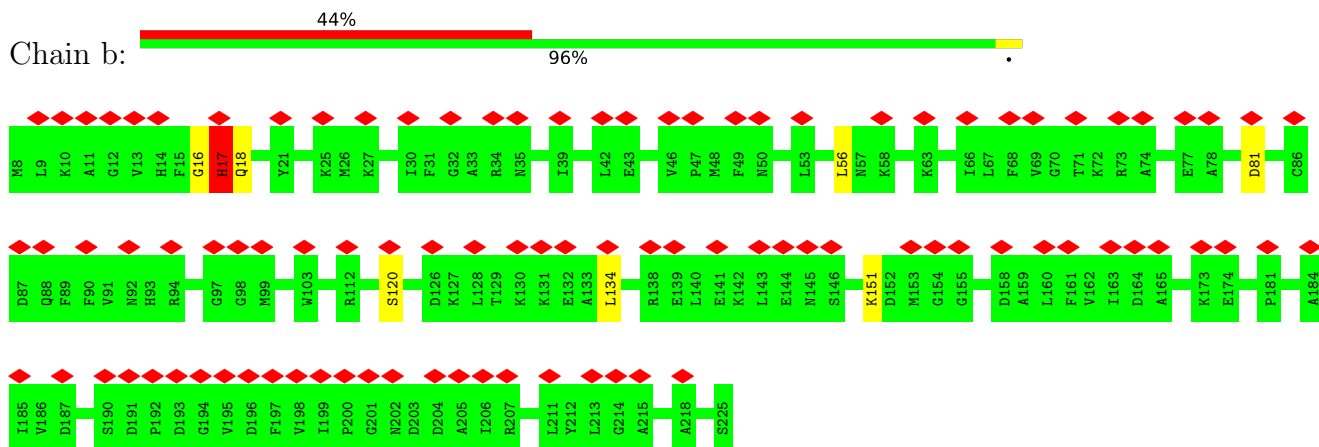 44%
Chain b:
96%
.
M8 L9 K10 A11 G12 V13 H14 F15 G16 H17 Q18 Y21 K25 M26 K27 I30 F31 G32 A33 R34 N35 I39 L42 E43 V46 P47 M48 F49 N50 L53 L56 N57 K58 K63 I66 L67 F68 V69 G70 T71 K72 R73 A74 E77 A78 D81 C86
D87 Q88 F89 F90 V91 N92 H93 R94 G97 G98 M99 W103 R112 S120 D126 K127 L128 T129 K130 K131 E132 A133 L134 R138 E139 L140 E141 K142 L143 E144 N145 S146 K151 D152 M153 G154 G155 D158 A159 L160 F161 V162 I163 D164 A165 K173 E174 P181 A184
I185 V186 D187 S190 D191 P192 D193 G194 V195 D196 F197 V198 I199 P200 G201 N202 D203 D204 A205 I206 R207 L211 Y212 L213 G214 A215 A218 S225